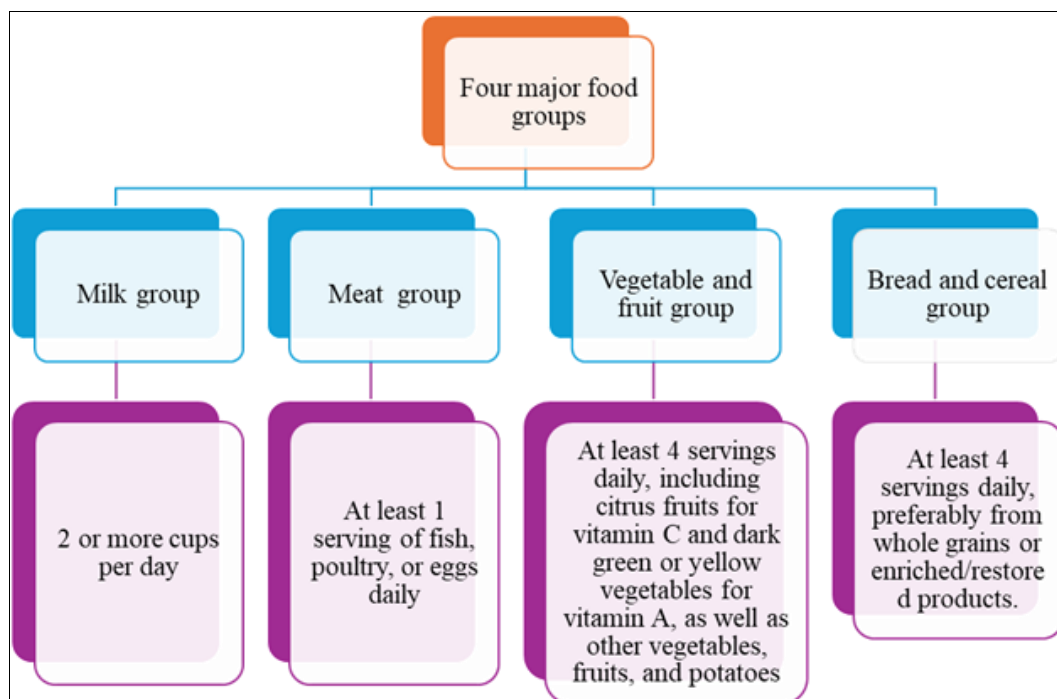 Four major food
groups
Milk group
Meat group
Vegetable and
fruit group
Bread and cereal
group
2 or more cups
per day
At least 1
serving of fish,
poultry, or eggs
daily
At least 4 servings
daily, including
citrus fruits for
vitamin C and dark
green or yellow
vegetables for
vitamin A, as well as
other vegetables,
fruits, and potatoes
At least 4
servings daily,
preferably from
whole grains or
enriched/restore
d products.